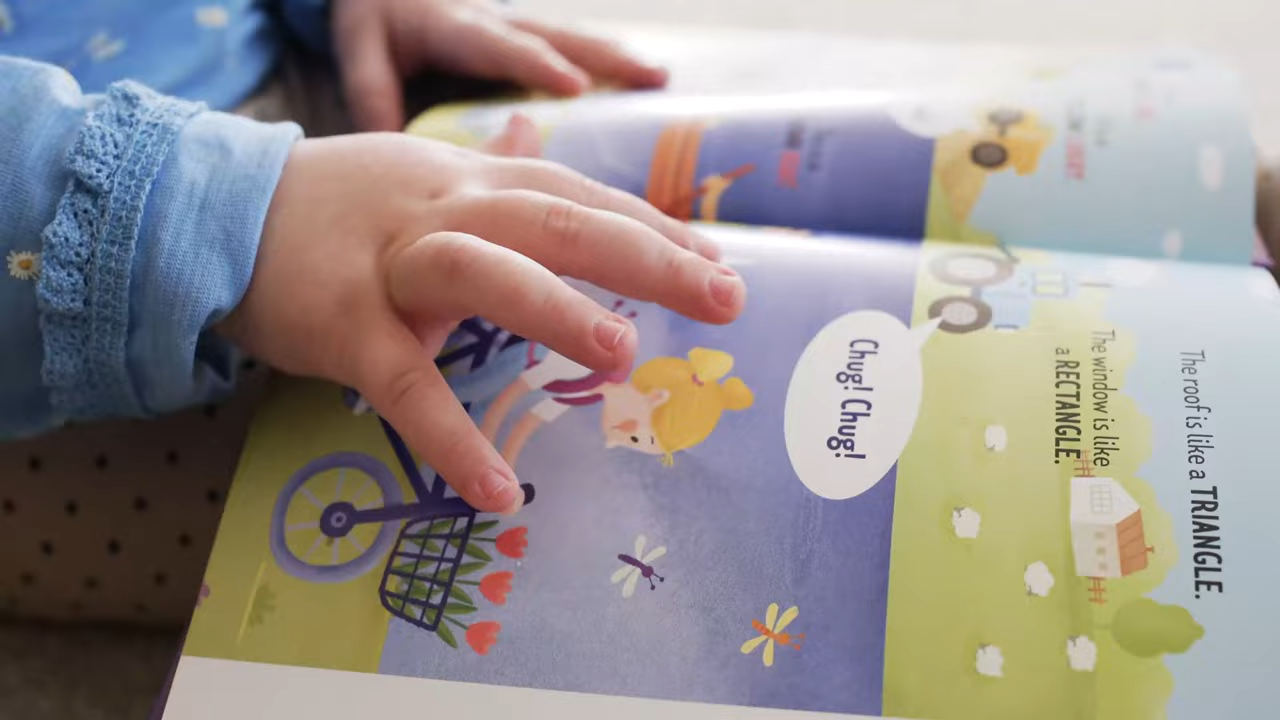 The roof is like a TRIANGLE.
The window is like
a RECTANGLE.
Chug! Chug!